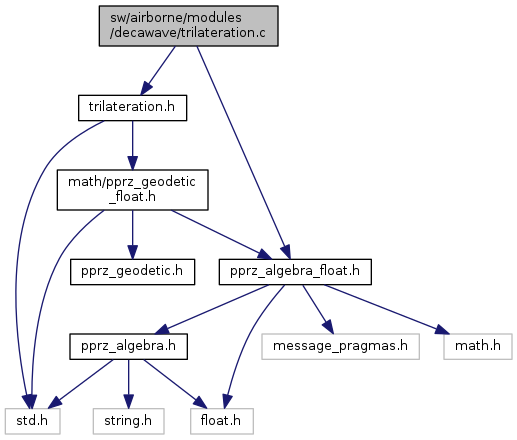 sw/airborne/modules
/decawave/trilateration.c
trilateration.h
math/pprz_geodetic
_float.h
pprz_geodetic.h
pprz_algebra_float.h
pprz_algebra.h
message_pragmas.h
math.h
std.h
string.h
float.h